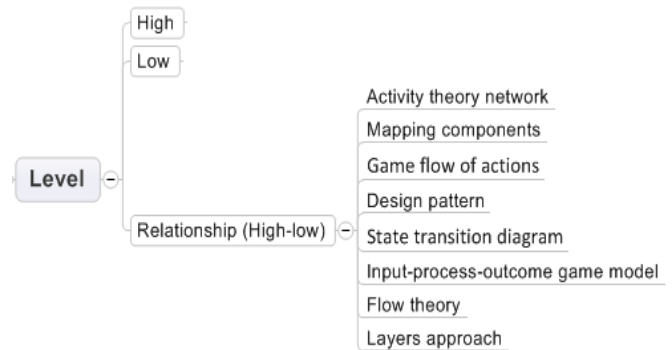 High
Low
Level
Relationship (High-low)
Activity theory network
Mapping components
Game flow of actions
Design pattern
State transition diagram
Input-process-outcome game model
Flow theory
Layers approach